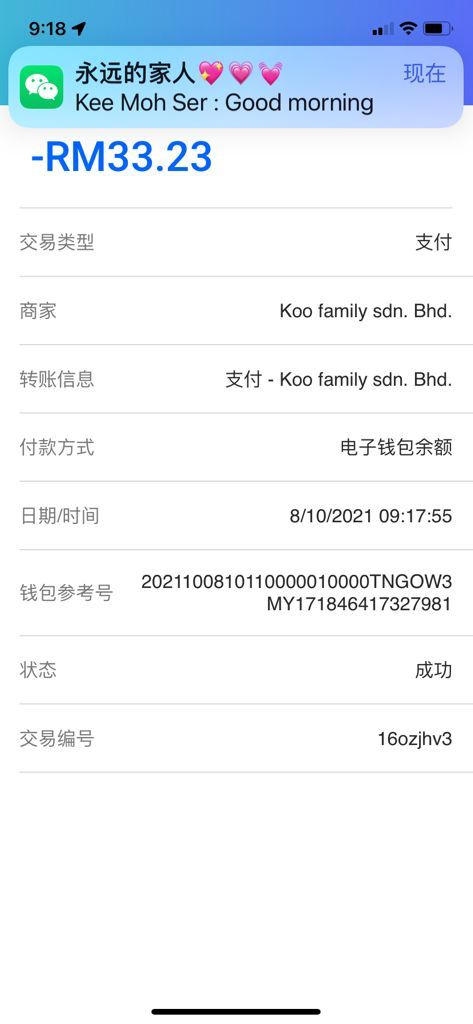 9:18
永远的家人💖💗💓 现在
Kee Moh Ser : Good morning
-RM33.23
交易类型 支付
商家 Koo family sdn. Bhd.
转账信息 支付 - Koo family sdn. Bhd.
付款方式 电子钱包余额
日期/时间 8/10/2021 09:17:55
钱包参考号 2021100810110000010000TNGOW3
MY171846417327981
状态 成功
交易编号 16ozjhv3